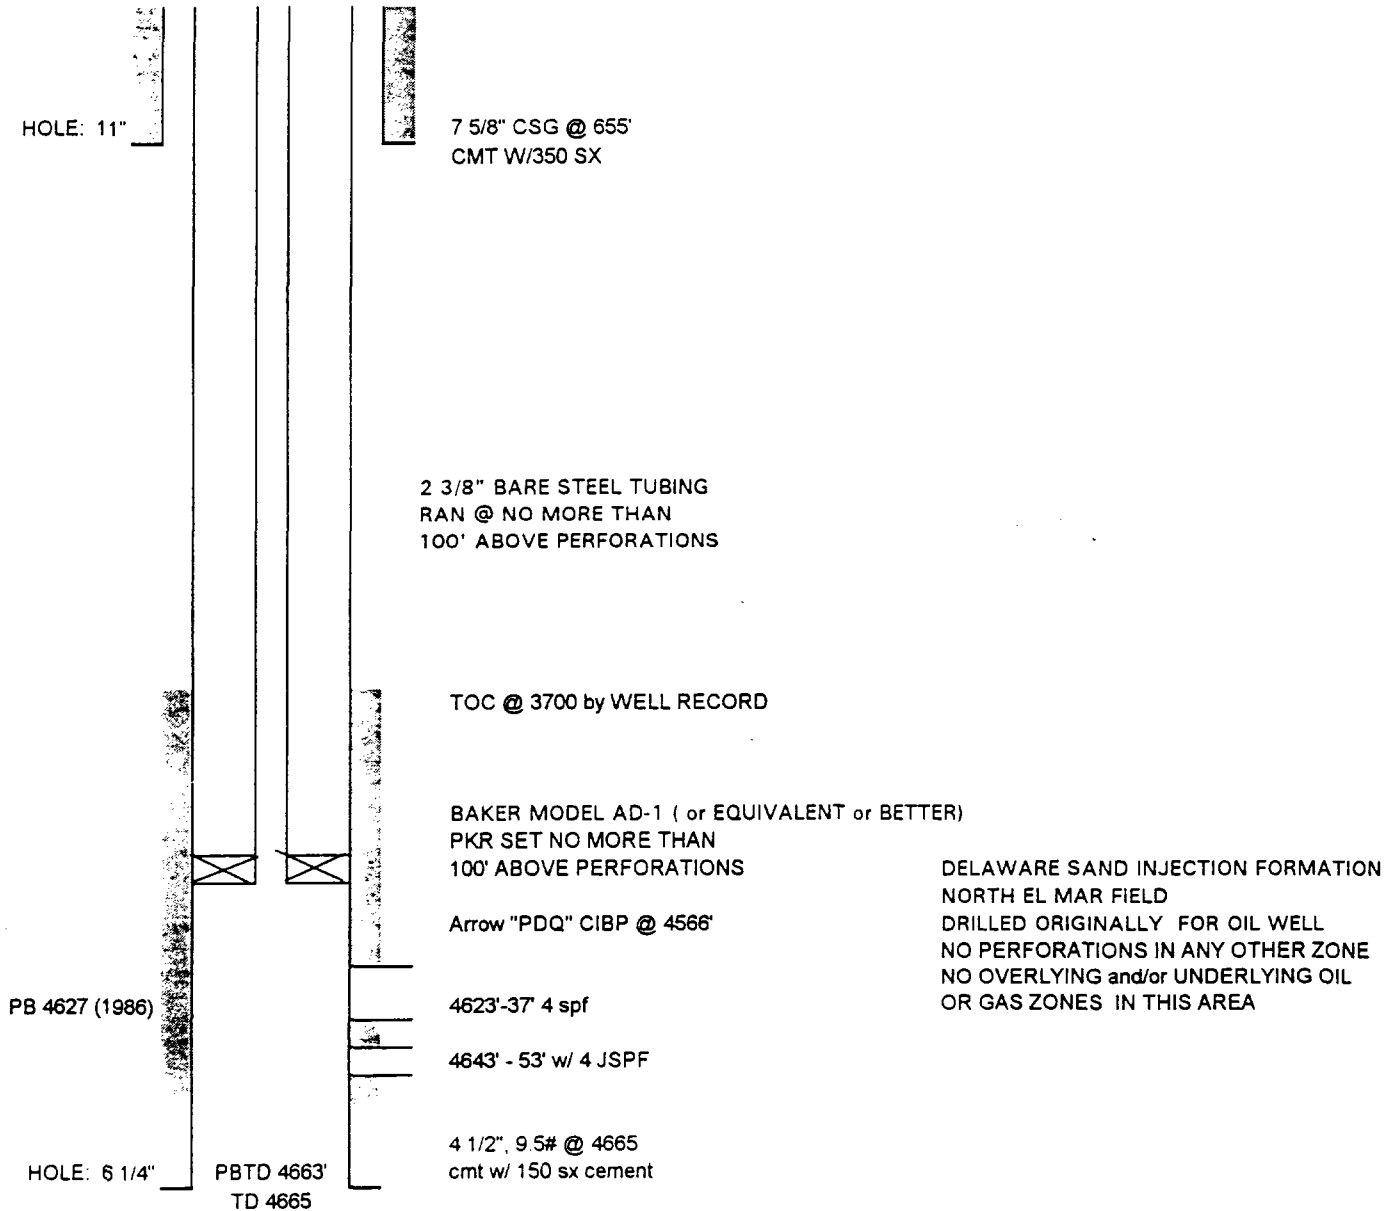 HOLE: 11"
7 5/8" CSG @ 655'
CMT W/350 SX
2 3/8" BARE STEEL TUBING
RAN @ NO MORE THAN
100' ABOVE PERFORATIONS
TOC @ 3700 by WELL RECORD
BAKER MODEL AD-1 ( or EQUIVALENT or BETTER)
PKR SET NO MORE THAN
100' ABOVE PERFORATIONS
Arrow "PDQ" CIBP @ 4566'
DELAWARE SAND INJECTION FORMATION
NORTH EL MAR FIELD
DRILLED ORIGINALLY FOR OIL WELL
NO PERFORATIONS IN ANY OTHER ZONE
NO OVERLYING and/or UNDERLYING OIL
OR GAS ZONES IN THIS AREA
PB 4627 (1986)
4623'-37' 4 spf
4643' - 53' w/ 4 JSPF
4 1/2", 9.5# @ 4665
cmt w/ 150 sx cement
HOLE: 6 1/4"
PBTD 4663'
TD 4665